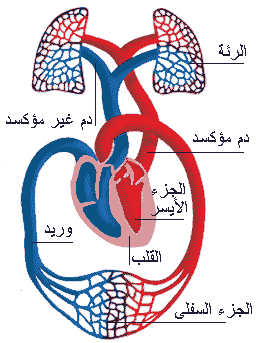 الرئة
دم غير مؤكسد
دم مؤكسد
الجزء
الأيسر
وريد
القلب
الجزء السفلي